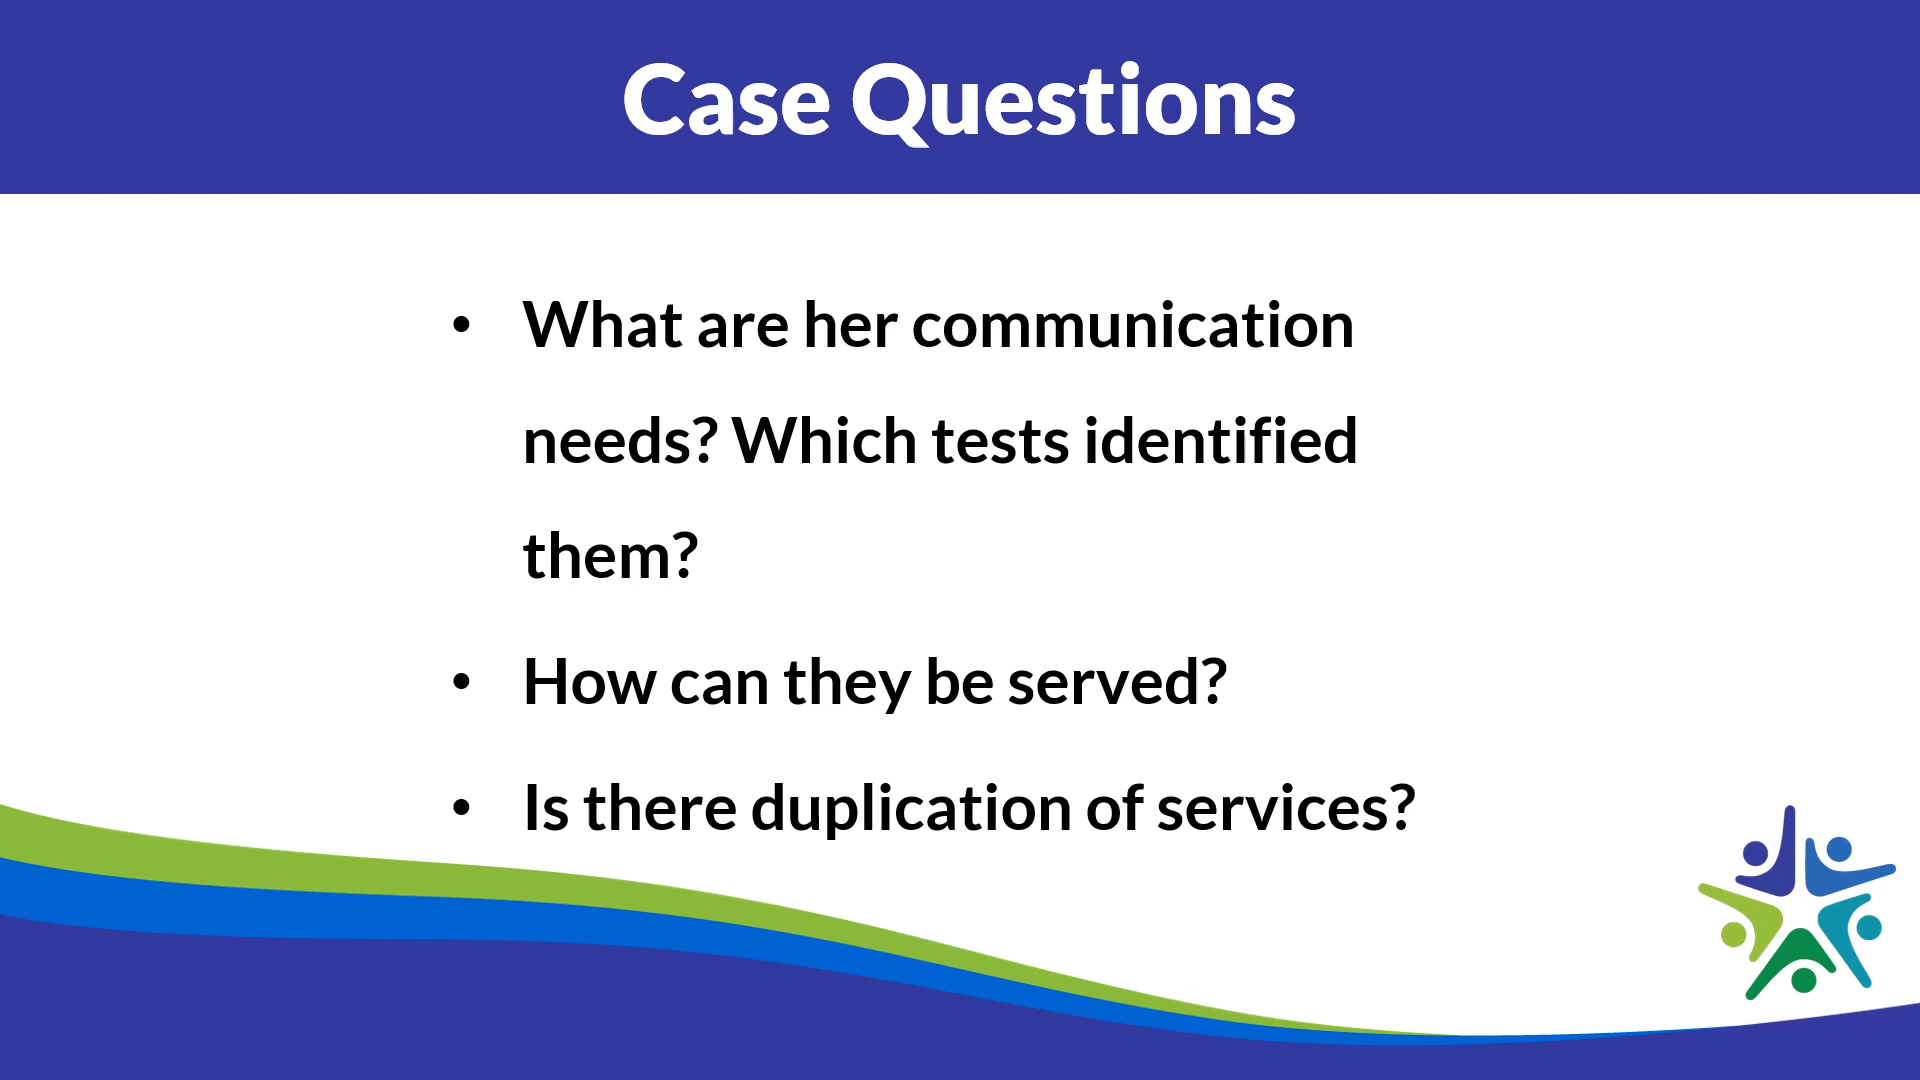 Case Questions
• What are her communication
needs? Which tests identified
them?
• How can they be served?
• Is there duplication of services?